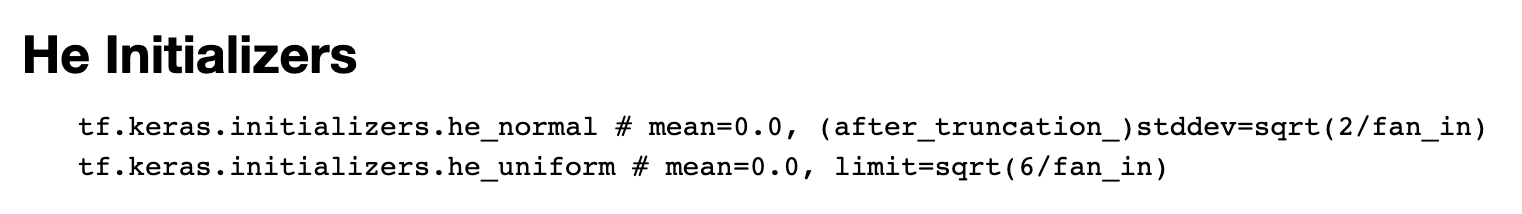 He Initializers
tf.keras.initializers.he_normal # mean=0.0, (after_truncation_)stddev=sqrt(2/fan_in)
tf.keras.initializers.he_uniform # mean=0.0, limit=sqrt(6/fan_in)